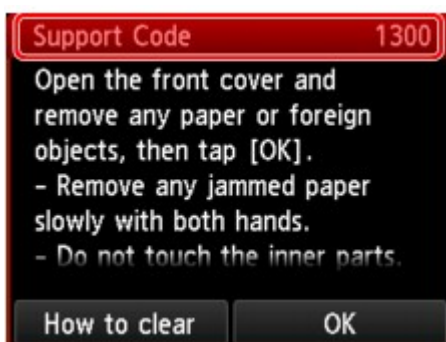 Support Code 1300
Open the front cover and
remove any paper or foreign
objects, then tap [OK].
- Remove any jammed paper
slowly with both hands.
- Do not touch the inner parts.
How to clear OK